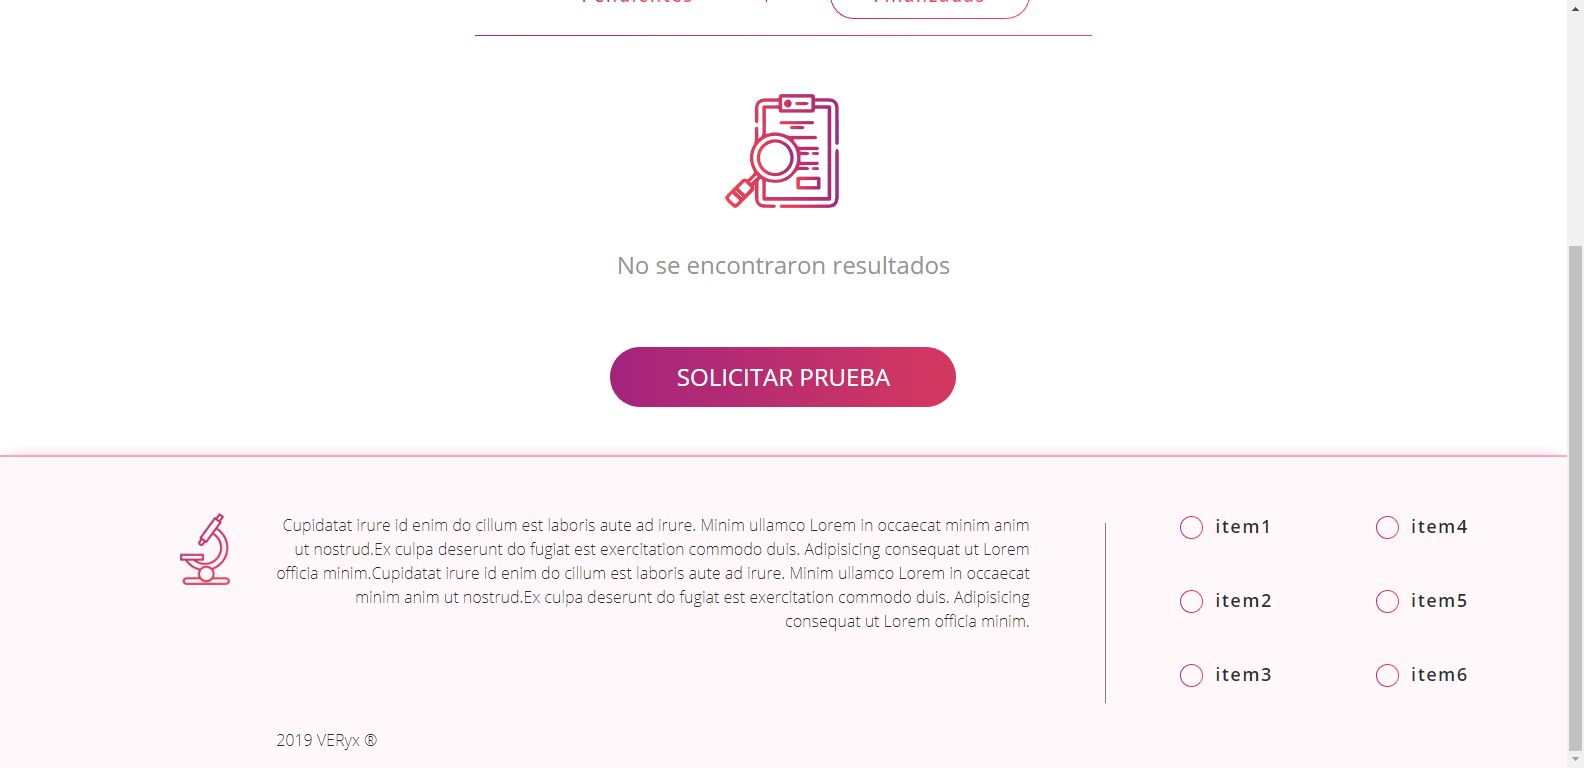 Pendientes
Finalizadas
No se encontraron resultados
SOLICITAR PRUEBA
Cupidatat irure id enim do cillum est laboris aute ad irure. Minim ullamco Lorem in occaecat minim anim
ut nostrud.Ex culpa deserunt do fugiat est exercitation commodo duis. Adipisicing consequat ut Lorem
officia minim.Cupidatat irure id enim do cillum est laboris aute ad irure. Minim ullamco Lorem in occaecat
minim anim ut nostrud.Ex culpa deserunt do fugiat est exercitation commodo duis. Adipisicing
consequat ut Lorem officia minim.
item1
item4
item2
item5
item3
item6
2019 VERyx ®